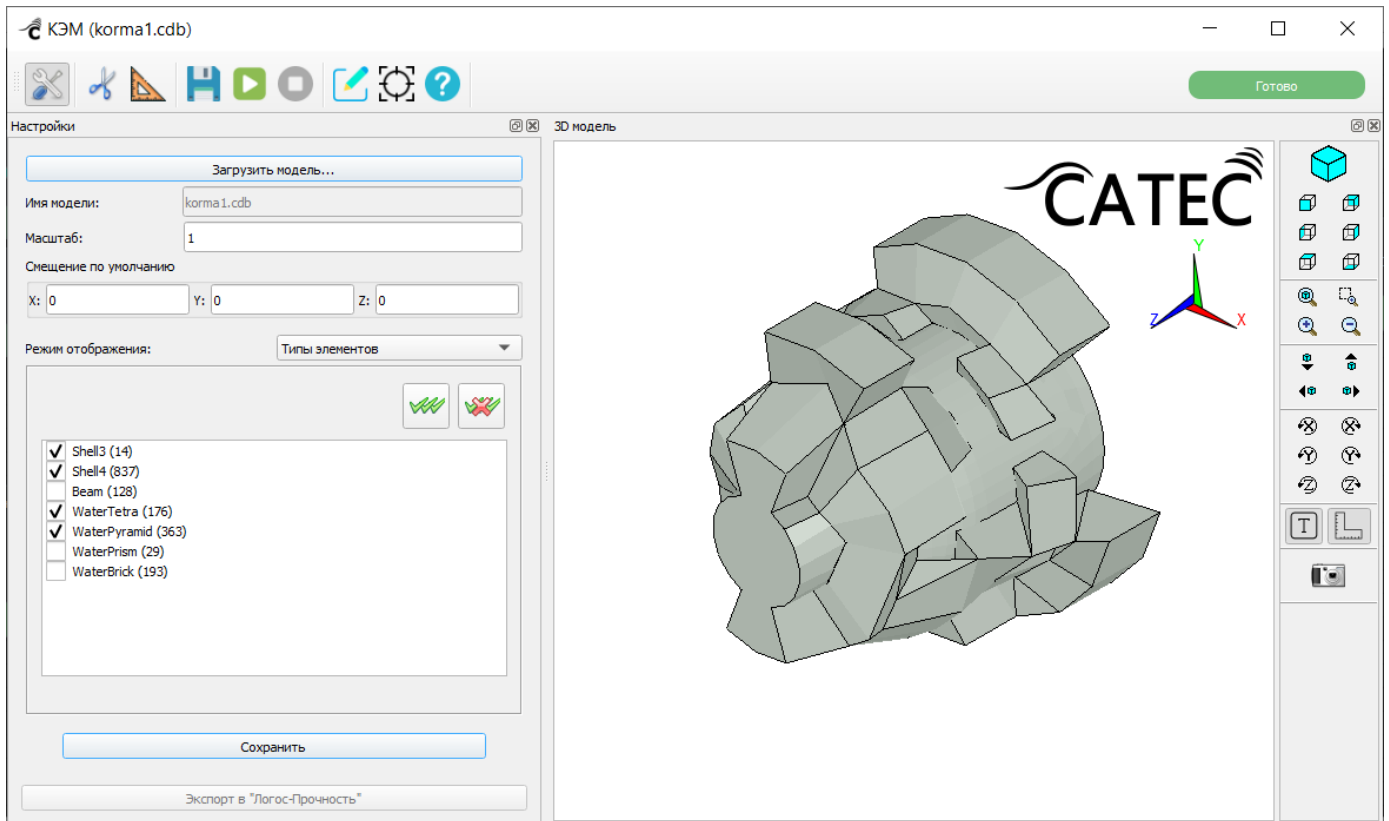 КЭМ (korma1.cdb)
Готово
Настройки
3D модель
Загрузить модель...
Имя модели: korma1.cdb
Масштаб: 1
Смещение по умолчанию
X: 0 Y: 0 Z: 0
Режим отображения: Типы элементов
Shell3 (14)
Shell4 (837)
Beam (128)
WaterTetra (176)
WaterPyramid (363)
WaterPrism (29)
WaterBrick (193)
Сохранить
Экспорт в "Логос-Прочность"
CATEC
Y
Z X
X X
Y Y
Z Z
T